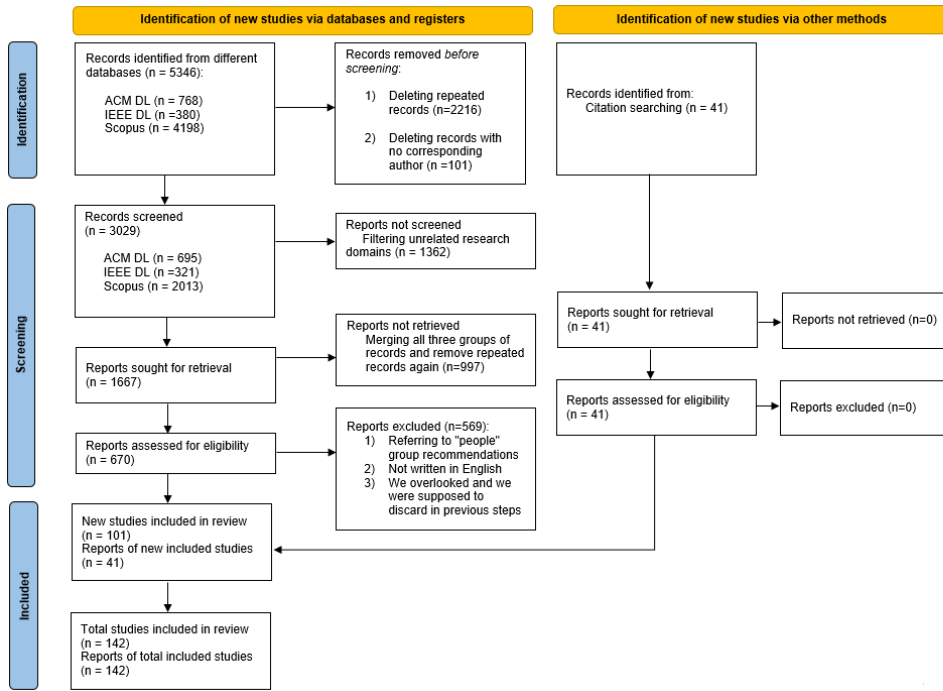 Identification of new studies via databases and registers
Identification of new studies via other methods
Identification
Records identified from different
databases (n = 5346):
ACM DL (n = 768)
IEEE DL (n =380)
Scopus (n = 4198)
Records removed before
screening:
1) Deleting repeated
records (n=2216)
2) Deleting records with
no corresponding
author (n =101)
Records identified from:
Citation searching (n = 41)
Screening
Records screened
(n = 3029)
ACM DL (n = 695)
IEEE DL (n =321)
Scopus (n = 2013)
Reports not screened
Filtering unrelated research
domains (n = 1362)
Reports sought for retrieval
(n = 1667)
Reports not retrieved
Merging all three groups of
records and remove repeated
records again (n=997)
Reports sought for retrieval
(n = 41)
Reports not retrieved (n=0)
Reports assessed for eligibility
(n = 670)
Reports excluded (n=569):
1) Referring to "people"
group recommendations
2) Not written in English
3) We overlooked and we
were supposed to
discard in previous steps
Reports assessed for eligibility
(n = 41)
Reports excluded (n=0)
Included
New studies included in review
(n = 101)
Reports of new included studies
(n = 41)
Total studies included in review
(n = 142)
Reports of total included studies
(n = 142)